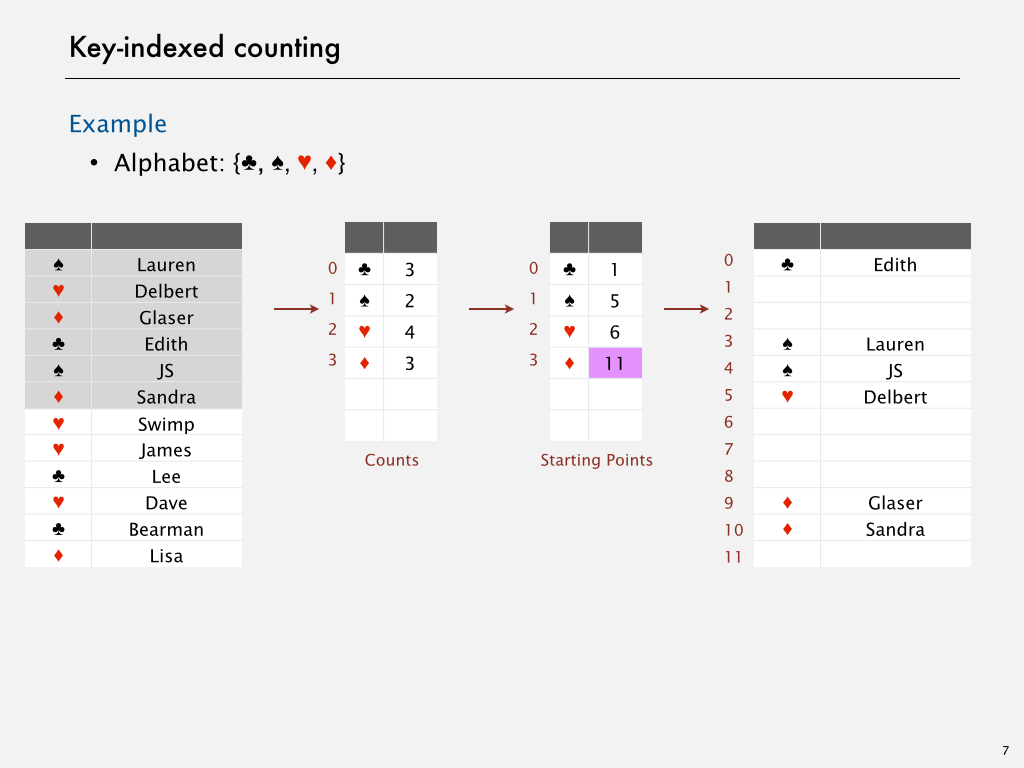 Key-indexed counting
Example
• Alphabet: {♣, ♠, ♥, ♦}
♠ Lauren
♥ Delbert
♦ Glaser
♣ Edith
♠ JS
♦ Sandra
♥ Swimp
♥ James
♣ Lee
♥ Dave
♣ Bearman
♦ Lisa
0 ♣ 3
1 ♠ 2
2 ♥ 4
3 ♦ 3
Counts
0 ♣ 1
1 ♠ 5
2 ♥ 6
3 ♦ 11
Starting Points
0 ♣ Edith
1
2
3 ♠ Lauren
4 ♠ JS
5 ♥ Delbert
6
7
8
9 ♦ Glaser
10 ♦ Sandra
11
7